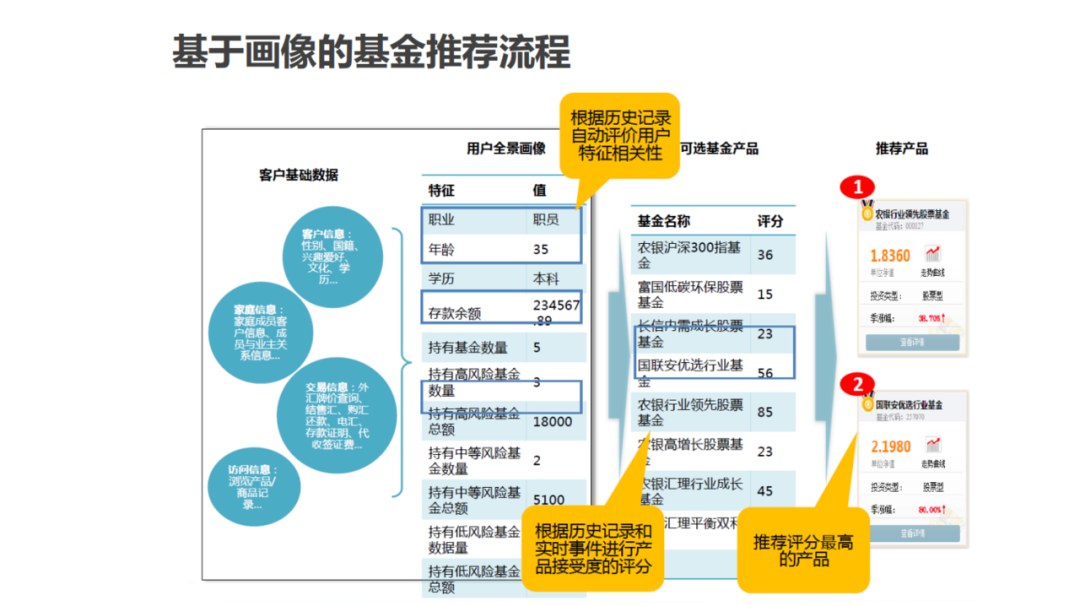 基于画像的基金推荐流程
根据历史记录
自动评价用户
特征相关性
客户基础数据
客户信息：
性别、国籍、
兴趣爱好、
文化、学
历...
家庭信息：
家庭成员客
户信息、成
员与业主关
系信息...
交易信息：外
汇牌价查询、
结售汇、购汇
还款、电汇、
存款证明、代
收签证费...
访问信息：
浏览产品/
商品记
录...
用户全景画像
特征 值
职业 职员
年龄 35
学历 本科
存款余额 234567
.89
持有基金数量 5
持有高风险基金
数量 3
持有高风险基金
总额 18000
持有中等风险基
金数量 2
持有中等风险基
金总额 5100
持有低风险基金
数据量
持有低风险基金
总额
可选基金产品
基金名称 评分
农银沪深300指基
金 36
富国低碳环保股票
基金 15
长信内需成长股票
基金 23
国联安优选行业基
金 56
农银行业领先股票
基金 85
农银高增长股票基
23
农银汇理行业成长
基金 45
汇理平衡双利
根据历史记录和
实时事件进行产
品接受度的评分
推荐产品
1
农银行业领先股票基金
基金代码：
1.8360
单位净值 走势曲线
投资类型： 股票型
季涨幅： 38.70%↑
查看详情
2
国联安优选行业基金
基金代码：
2.1980
单位净值 走势曲线
投资类型： 股票型
季涨幅： 80.00%↑
查看详情
推荐评分最高
的产品